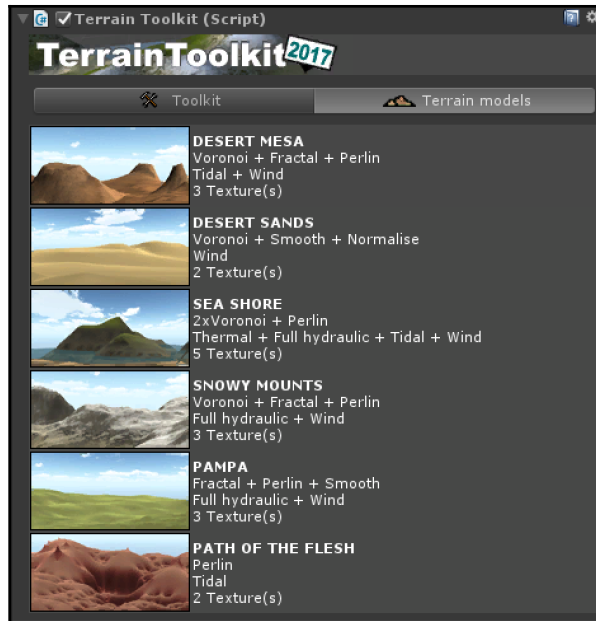 Terrain Toolkit (Script)
TerrainToolkit 2017
Toolkit
Terrain models
DESERT MESA
Voronoi + Fractal + Perlin
Tidal + Wind
3 Texture(s)
DESERT SANDS
Voronoi + Smooth + Normalise
Wind
2 Texture(s)
SEA SHORE
2xVoronoi + Perlin
Thermal + Full hydraulic + Tidal + Wind
5 Texture(s)
SNOWY MOUNTS
Voronoi + Fractal + Perlin
Full hydraulic + Wind
3 Texture(s)
PAMPA
Fractal + Perlin + Smooth
Full hydraulic + Wind
3 Texture(s)
PATH OF THE FLESH
Perlin
Tidal
2 Texture(s)